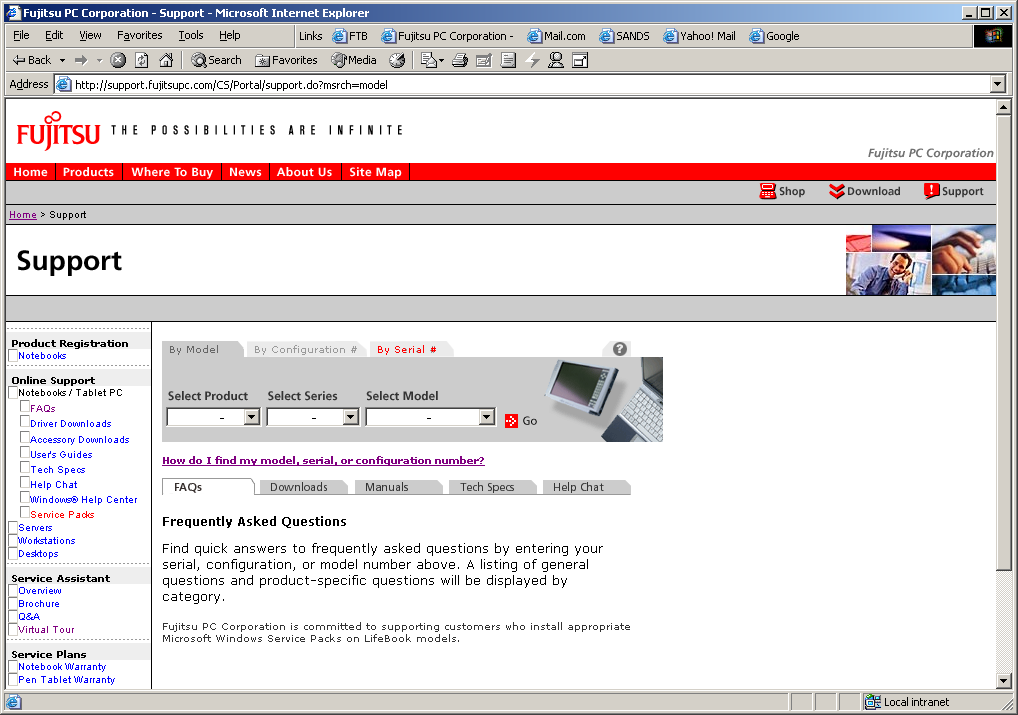 Fujitsu PC Corporation - Support - Microsoft Internet Explorer
File Edit View Favorites Tools Help
Links FTB Fujitsu PC Corporation - Mail.com SANDS Yahoo! Mail Google
Back Search Favorites Media
Address http://support.fujitsupc.com/CS/Portal/support.do?msrch=model
FUJITSU THE POSSIBILITIES ARE INFINITE
Fujitsu PC Corporation
Home Products Where To Buy News About Us Site Map
Shop Download Support
Home > Support
Support
Product Registration
Notebooks
Online Support
Notebooks / Tablet PC
FAQs
Driver Downloads
Accessory Downloads
User's Guides
Tech Specs
Help Chat
Windows® Help Center
Service Packs
Servers
Workstations
Desktops
Service Assistant
Overview
Brochure
Q&A
Virtual Tour
Service Plans
Notebook Warranty
Pen Tablet Warranty
By Model By Configuration # By Serial # ?
Select Product Select Series Select Model
- - - Go
How do I find my model, serial, or configuration number?
FAQs Downloads Manuals Tech Specs Help Chat
Frequently Asked Questions
Find quick answers to frequently asked questions by entering your
serial, configuration, or model number above. A listing of general
questions and product-specific questions will be displayed by
category.
Fujitsu PC Corporation is committed to supporting customers who install appropriate
Microsoft Windows Service Packs on LifeBook models.
Local intranet